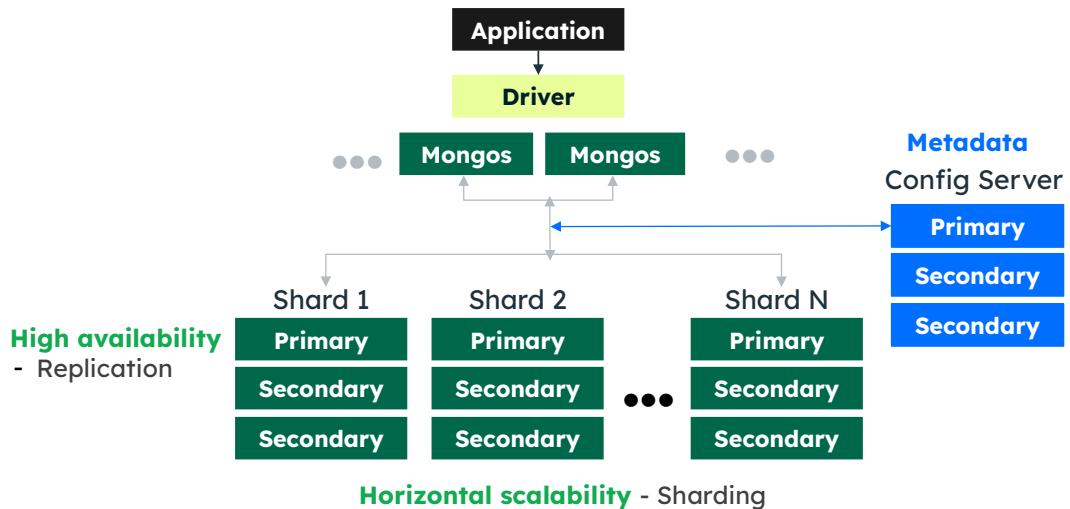 Application
Driver
Mongos
Mongos
Metadata
Config Server
Primary
Secondary
Secondary
Shard 1
Shard 2
Shard N
High availability
- Replication
Primary
Primary
Primary
Secondary
Secondary
Secondary
Secondary
Secondary
Secondary
Horizontal scalability - Sharding